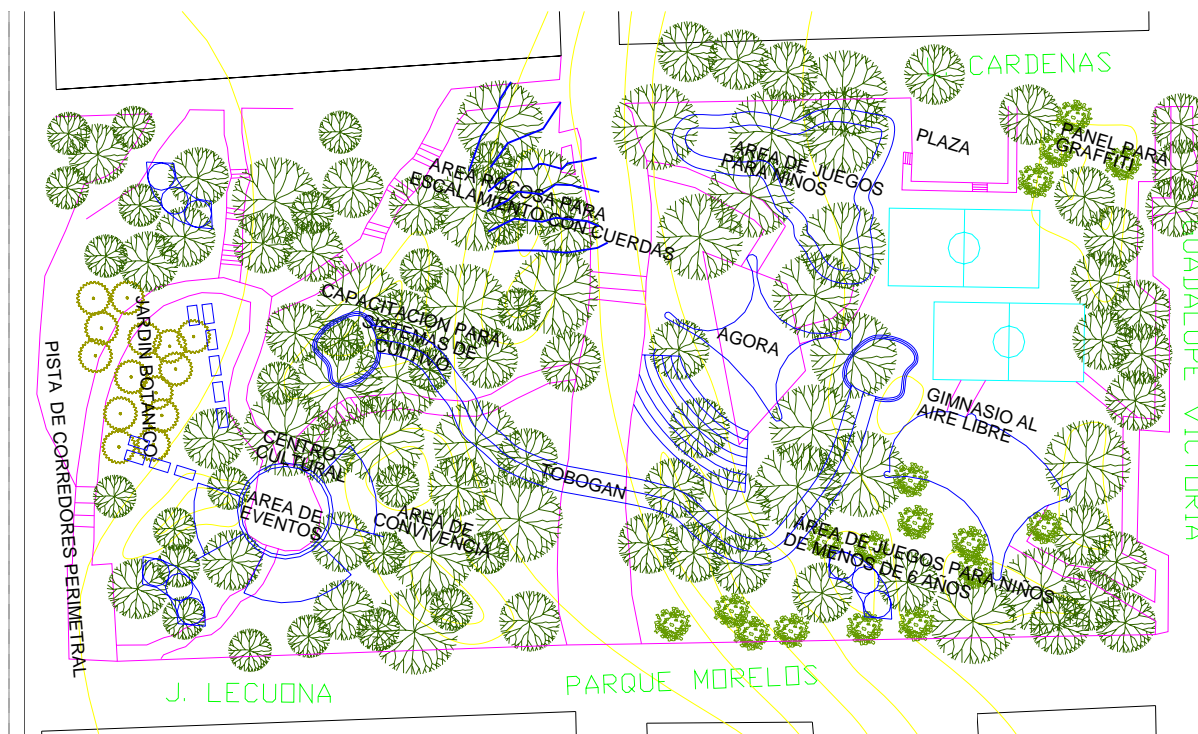 CARDENAS
PLAZA
PANEL PARA
GRAFFITI
AREA DE JUEGOS
PARA NIÑOS
AREA ROCOSA PARA
ESCALAMIENTO CON CUERDAS
CAPACITACION PARA
SISTEMAS DE
CULTIVO
AGORA
JARDIN BOTANICO
PISTA DE CORREDORES PERIMETRAL
GIMNASIO AL
AIRE LIBRE
CENTRO
CULTURAL
TOBOGAN
AREA DE
EVENTOS
AREA DE
CONVIVENCIA
ÁREA DE JUEGOS PARA NIÑOS
DE MENOS DE 6 AÑOS
GUADALUPE VICTORIA
J. LECUONA
PARQUE MORELOS